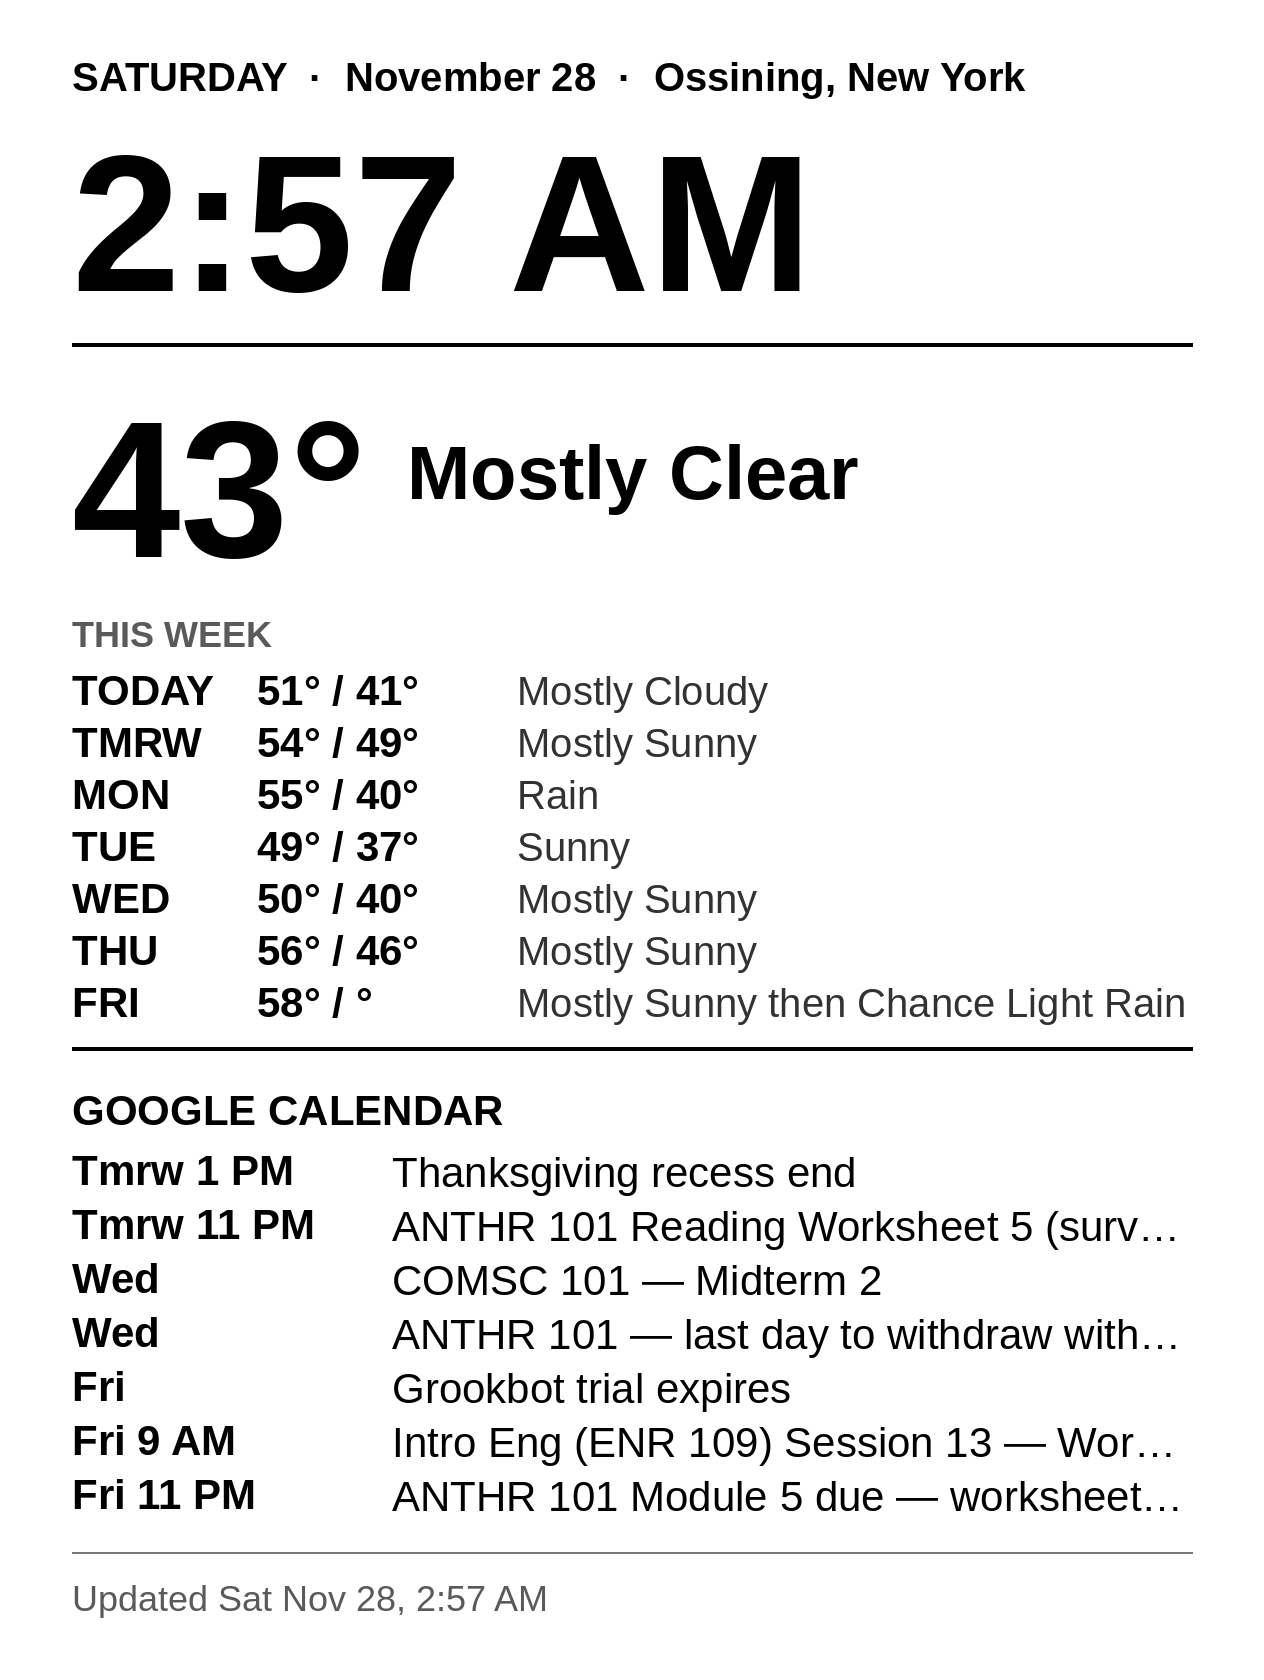 SATURDAY · November 28 · Ossining, New York
2:57 AM
43° Mostly Clear
THIS WEEK
TODAY 51° / 41° Mostly Cloudy
TMRW 54° / 49° Mostly Sunny
MON 55° / 40° Rain
TUE 49° / 37° Sunny
WED 50° / 40° Mostly Sunny
THU 56° / 46° Mostly Sunny
FRI 58° / ° Mostly Sunny then Chance Light Rain
GOOGLE CALENDAR
Tmrw 1 PM Thanksgiving recess end
Tmrw 11 PM ANTHR 101 Reading Worksheet 5 (surv…
Wed COMSC 101 — Midterm 2
Wed ANTHR 101 — last day to withdraw with…
Fri Grookbot trial expires
Fri 9 AM Intro Eng (ENR 109) Session 13 — Wor…
Fri 11 PM ANTHR 101 Module 5 due — worksheet…
Updated Sat Nov 28, 2:57 AM